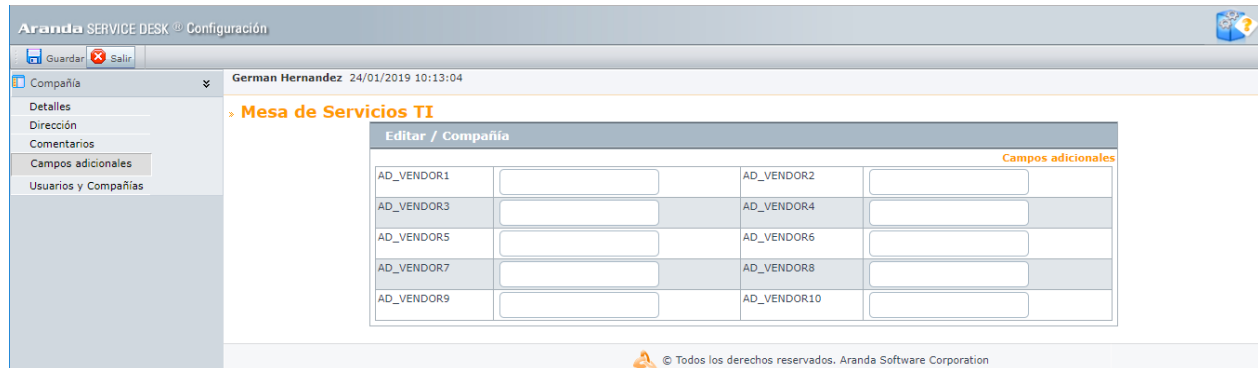 Aranda SERVICE DESK ® Configuración
Guardar Salir
Compañía
German Hernandez 24/01/2019 10:13:04
Detalles
Dirección
Comentarios
Campos adicionales
Usuarios y Compañías
» Mesa de Servicios TI
Editar / Compañía
Campos adicionales
AD_VENDOR1 AD_VENDOR2
AD_VENDOR3 AD_VENDOR4
AD_VENDOR5 AD_VENDOR6
AD_VENDOR7 AD_VENDOR8
AD_VENDOR9 AD_VENDOR10
© Todos los derechos reservados. Aranda Software Corporation